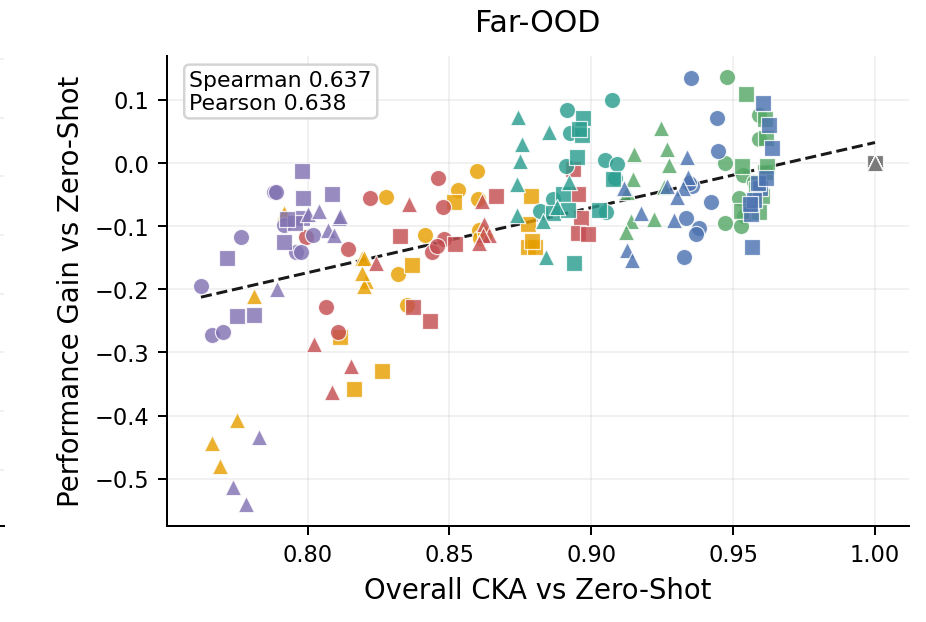 Far-OOD
Spearman 0.637
Pearson 0.638
Performance Gain vs Zero-Shot
0.1
0.0
−0.1
−0.2
−0.3
−0.4
−0.5
0.80
0.85
0.90
0.95
1.00
Overall CKA vs Zero-Shot